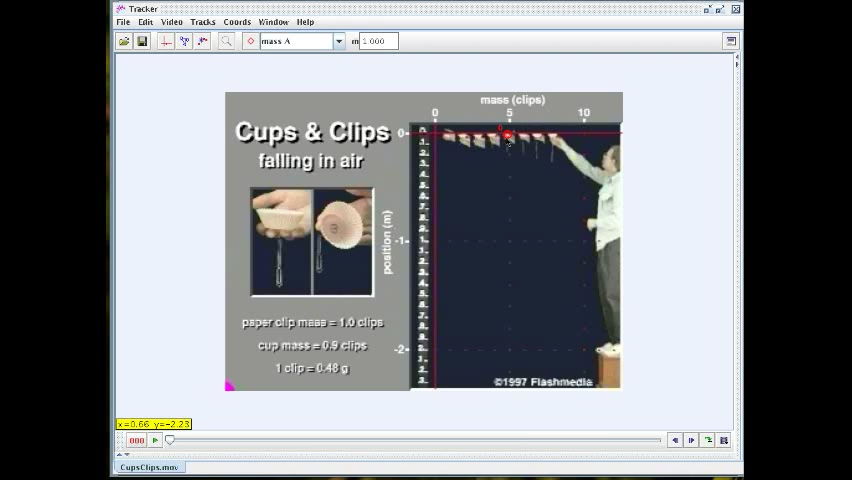 Tracker
File Edit Video Tracks Coords Window Help
mass A
m 1.000
mass (clips)
0 5 10
Cups & Clips
falling in air
0
-1
-2
position (m)
paper clip mass = 1.0 clips
cup mass = 0.9 clips
1 clip = 0.48 g
©1997 Flashmedia
x=0.66 y=-2.23
000
CupsClips.mov